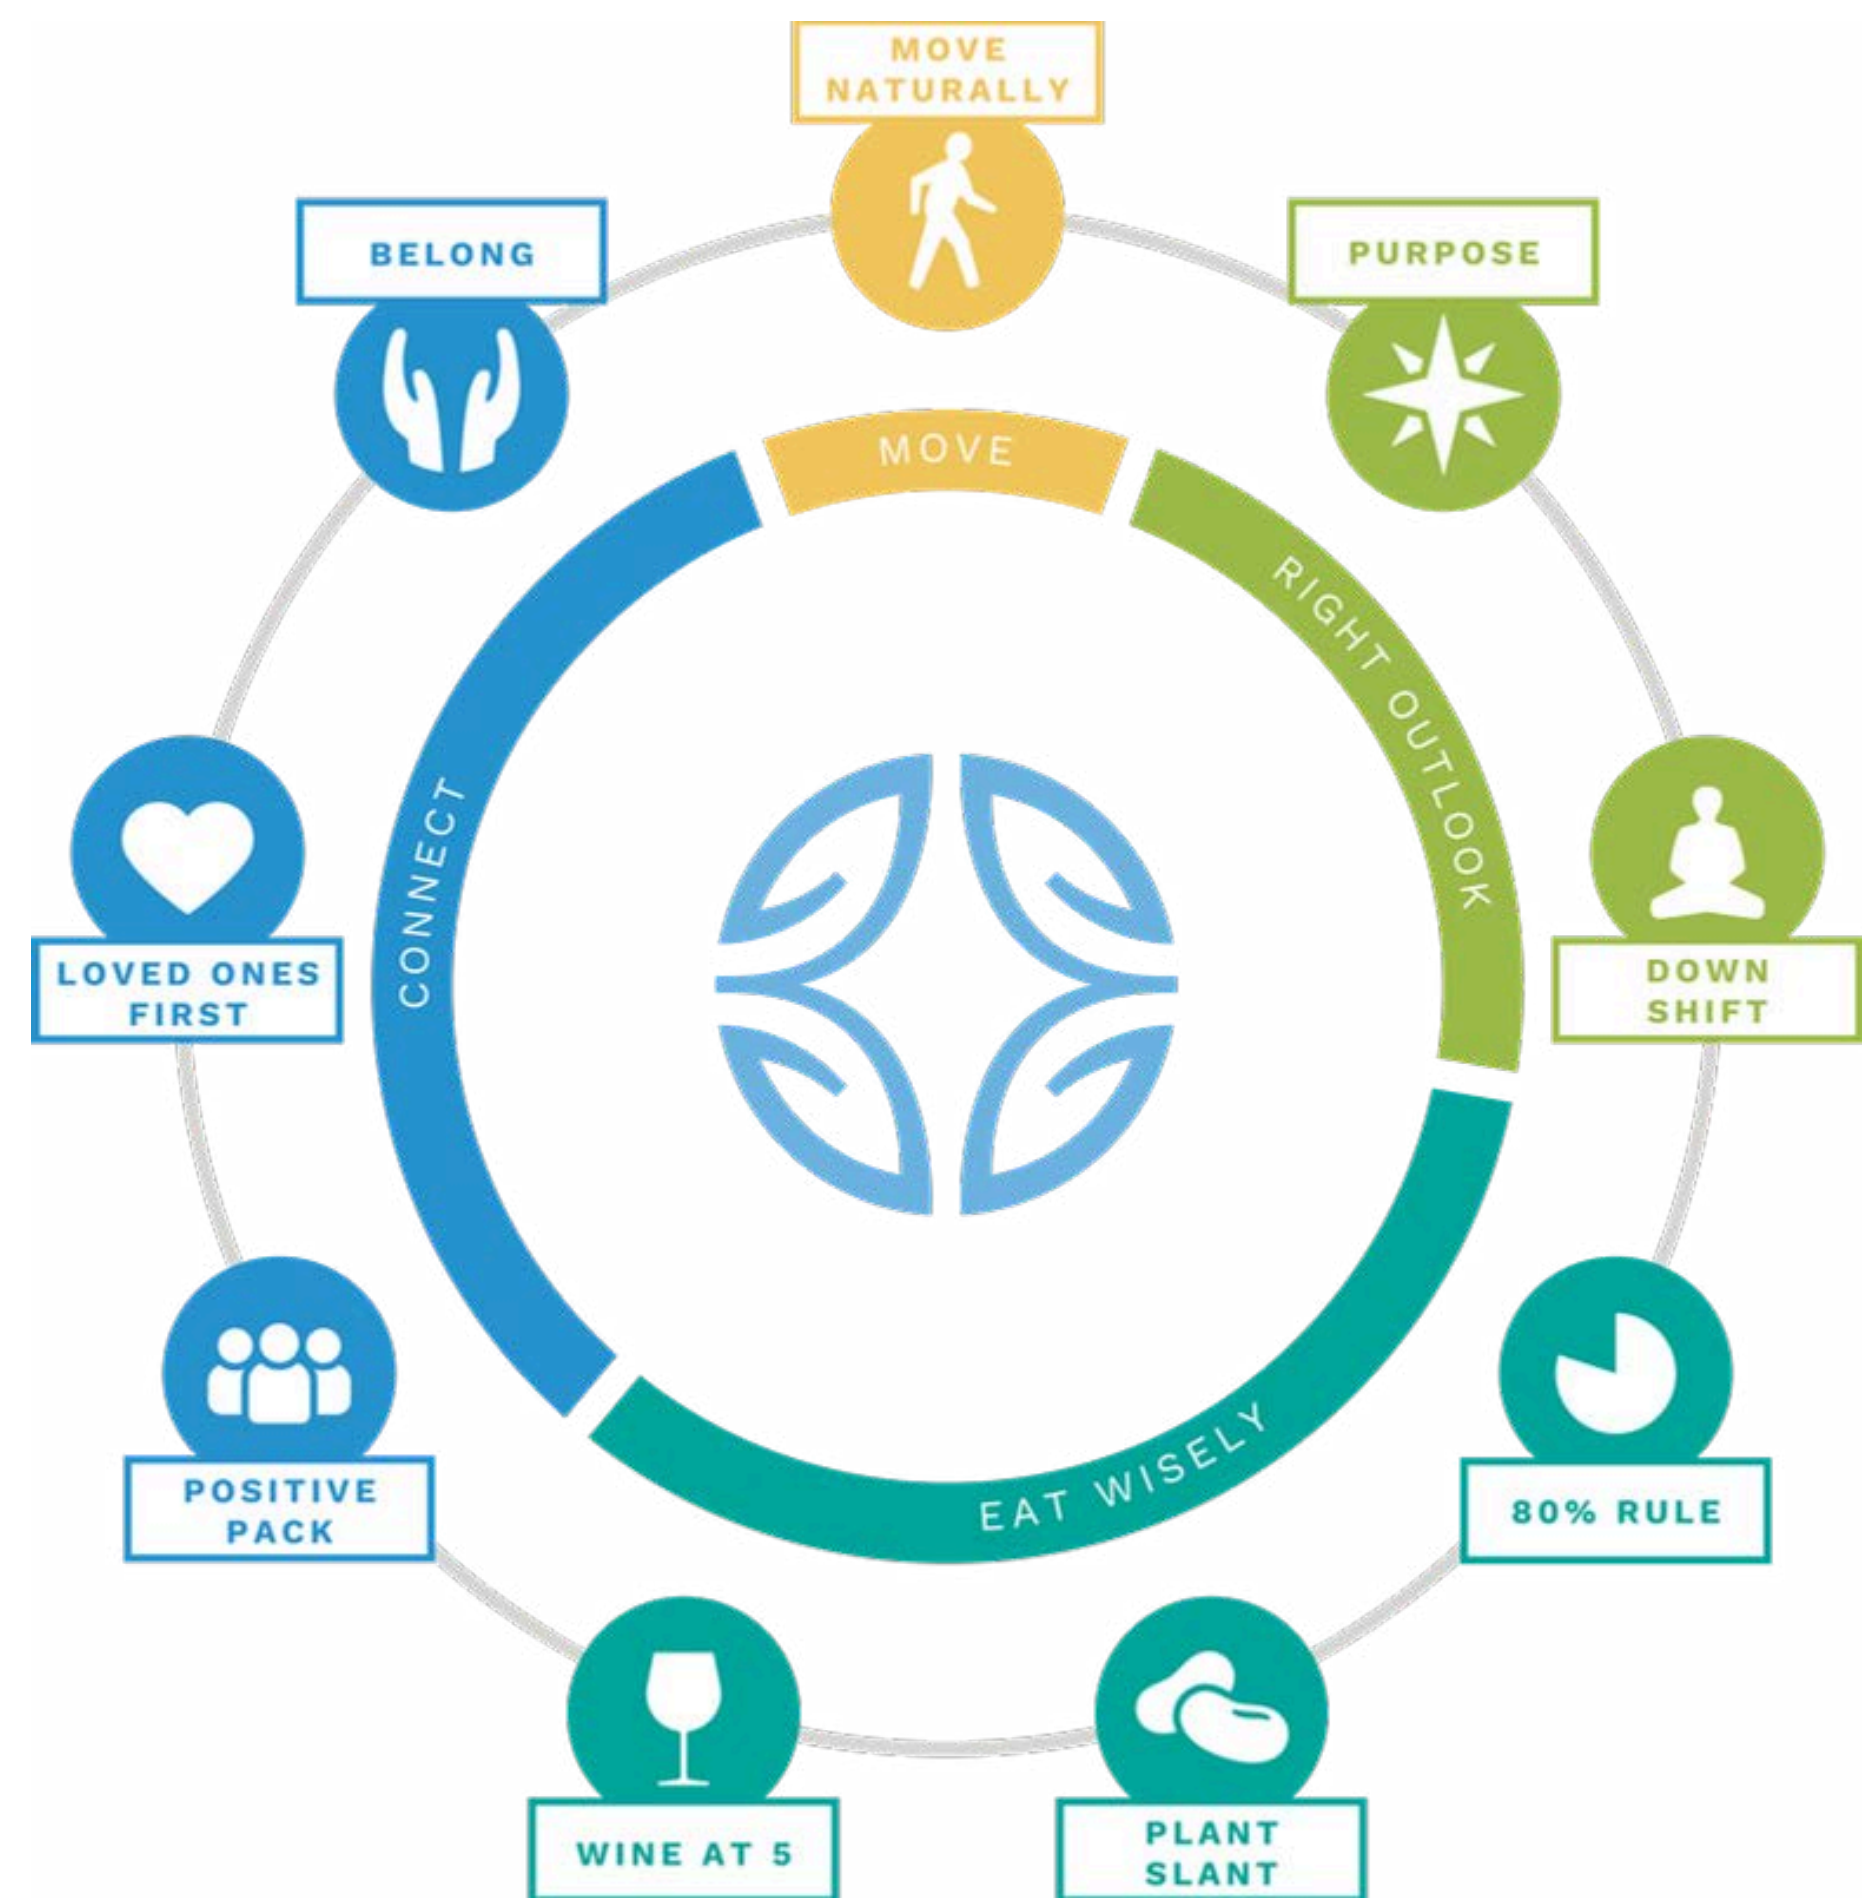 MOVE
NATURALLY
BELONG
PURPOSE
MOVE
RIGHT OUTLOOK
CONNECT
LOVED ONES
FIRST
DOWN
SHIFT
POSITIVE
PACK
EAT WISELY
80% RULE
WINE AT 5
PLANT
SLANT